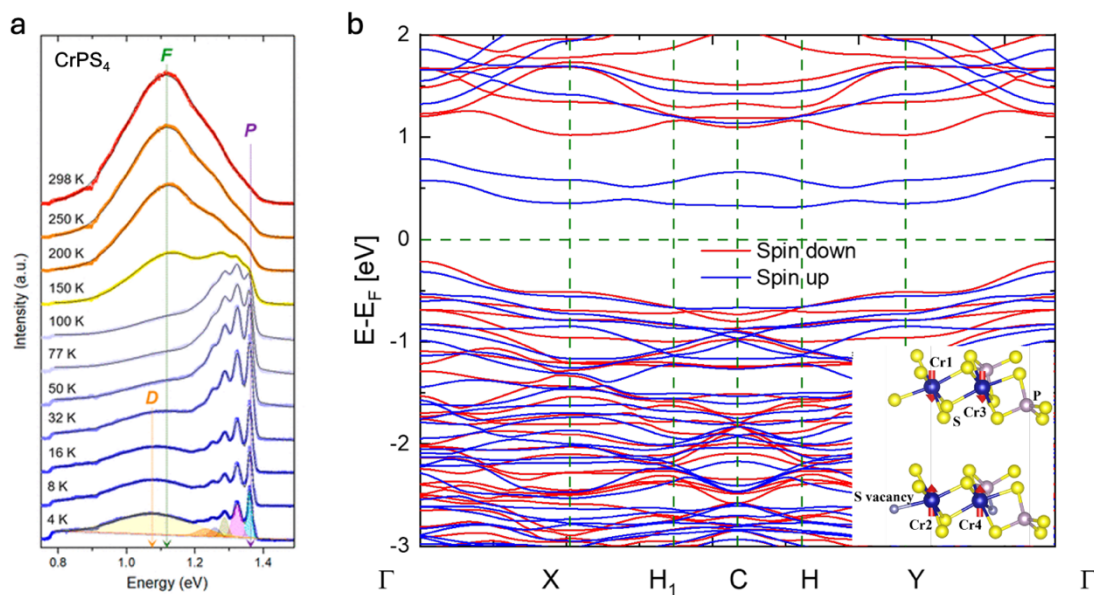 a
CrPS₄
F
P
298 K
250 K
200 K
150 K
100 K
77 K
50 K
32 K
16 K
8 K
4 K
D
Intensity (a.u.)
0.8 1.0 1.2 1.4
Energy (eV)
b
2
1
0
-1
-2
-3
E-E_F [eV]
Spin down
Spin up
Cr1
Cr3
P
S
S vacancy
Cr2 Cr4
Γ X H₁ C H Y Γ